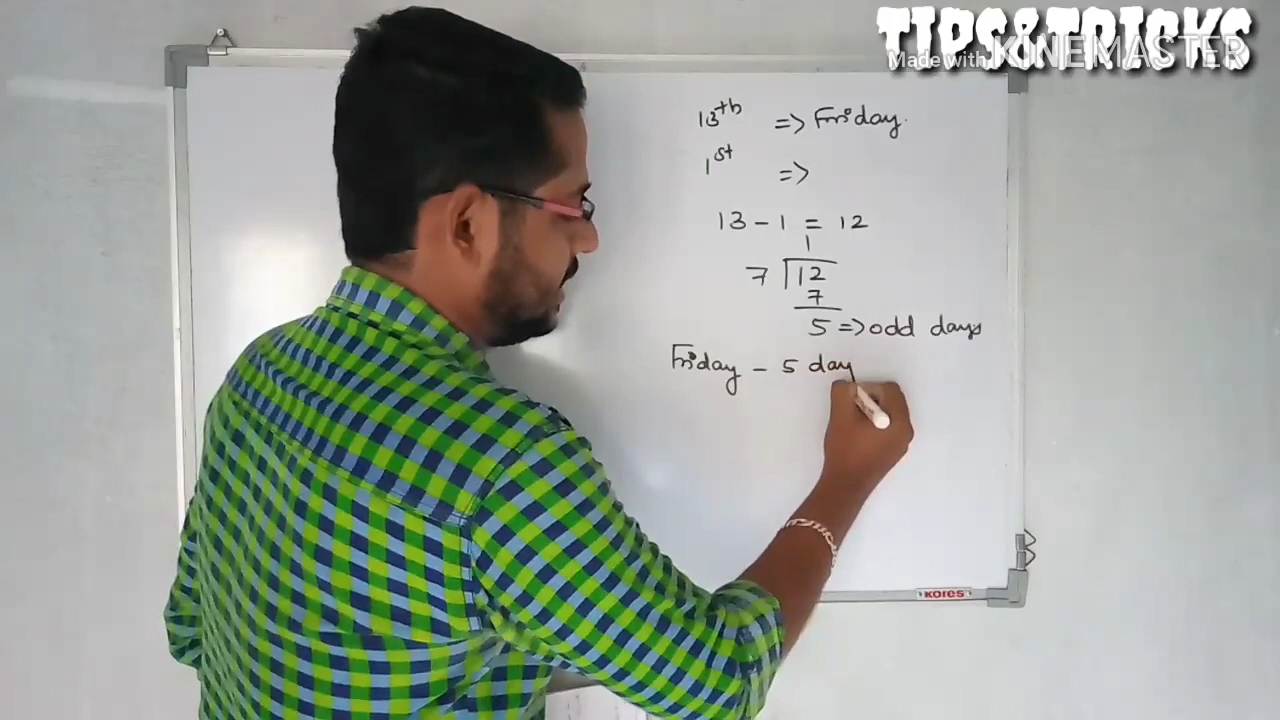 TIPS&TRICKS
Made with KINEMASTER
13th => Friday.
1st =>
13 - 1 = 12
1
7 12
7
5 => odd days
Friday - 5 day
KOReS